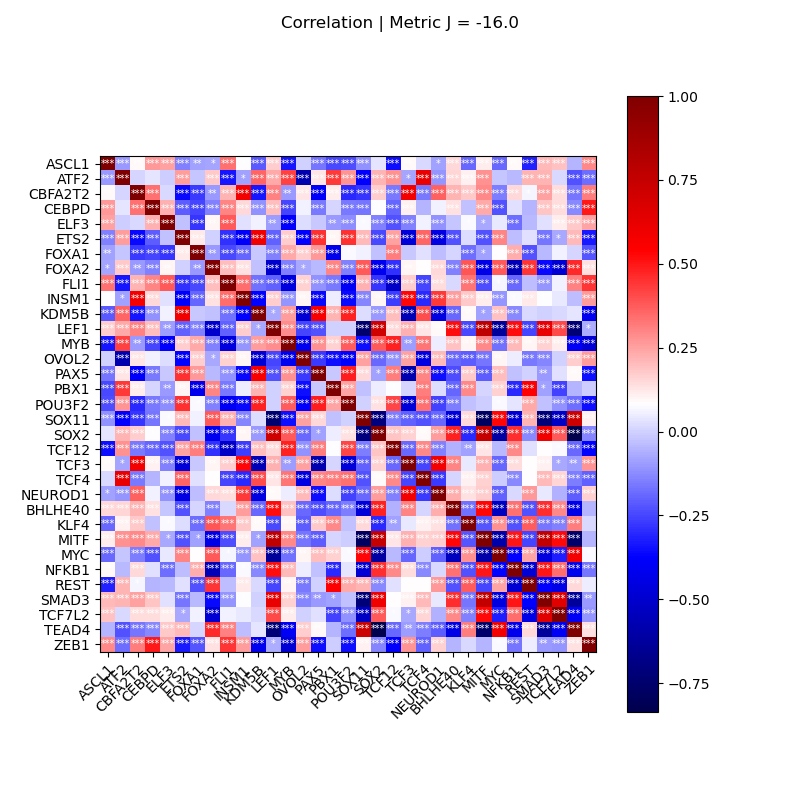 Correlation | Metric J = -16.0
ASCL1
ATF2
CBFA2T2
CEBPD
ELF3
ETS2
FOXA1
FOXA2
FLI1
INSM1
KDM5B
LEF1
MYB
OVOL2
PAX5
PBX1
POU3F2
SOX11
SOX2
TCF12
TCF3
TCF4
NEUROD1
BHLHE40
KLF4
MITF
MYC
NFKB1
REST
SMAD3
TCF7L2
TEAD4
ZEB1
ASCL1
ATF2
CBFA2T2
CEBPD
ELF3
ETS2
FOXA1
FOXA2
FLI1
INSM1
KDM5B
LEF1
MYB
OVOL2
PAX5
PBX1
POU3F2
SOX11
SOX2
TCF12
TCF3
TCF4
NEUROD1
BHLHE40
KLF4
MITF
MYC
NFKB1
REST
SMAD3
TCF7L2
TEAD4
ZEB1
1.00
0.75
0.50
0.25
0.00
−0.25
−0.50
−0.75